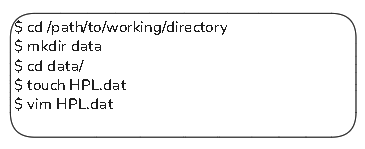 $ cd /path/to/working/directory
$ mkdir data
$ cd data/
$ touch HPL.dat
$ vim HPL.dat